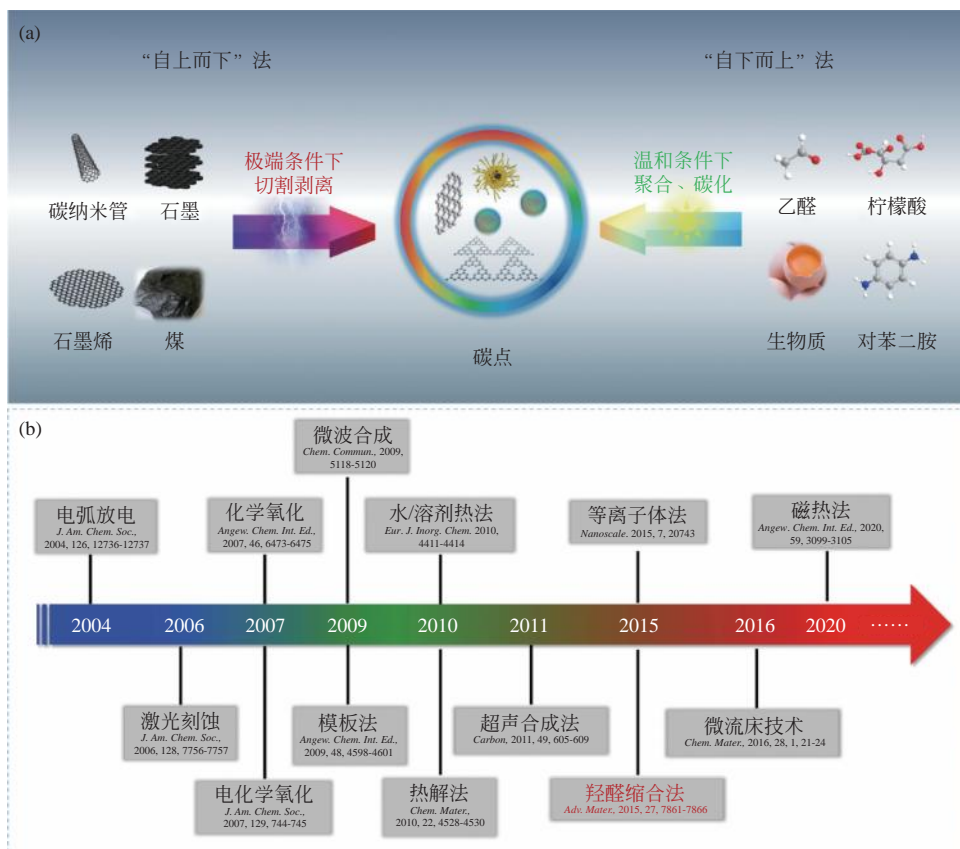 (a)
“自上而下”法
“自下而上”法
极端条件下
切割剥离
温和条件下
聚合、碳化
碳纳米管
石墨
乙醛
柠檬酸
石墨烯
煤
碳点
生物质
对苯二胺
(b)
微波合成
Chem. Commun., 2009,
5118-5120
电弧放电
J. Am. Chem. Soc.,
2004, 126, 12736-12737
化学氧化
Angew. Chem. Int. Ed.,
2007, 46, 6473-6475
水/溶剂热法
Eur. J. Inorg. Chem. 2010,
4411-4414
等离子体法
Nanoscale. 2015, 7, 20743
磁热法
Angew. Chem. Int. Ed., 2020,
59, 3099-3105
2004 2006 2007 2009 2010 2011 2015 2016 2020 ……
激光刻蚀
J. Am. Chem. Soc.,
2006, 128, 7756-7757
模板法
Angew. Chem. Int. Ed.,
2009, 48, 4598-4601
超声合成法
Carbon, 2011, 49, 605-609
微流床技术
Chem. Mater., 2016, 28, 1, 21-24
电化学氧化
J. Am. Chem. Soc.,
2007, 129, 744-745
热解法
Chem. Mater.,
2010, 22, 4528-4530
羟醛缩合法
Adv. Mater., 2015, 27, 7861-7866